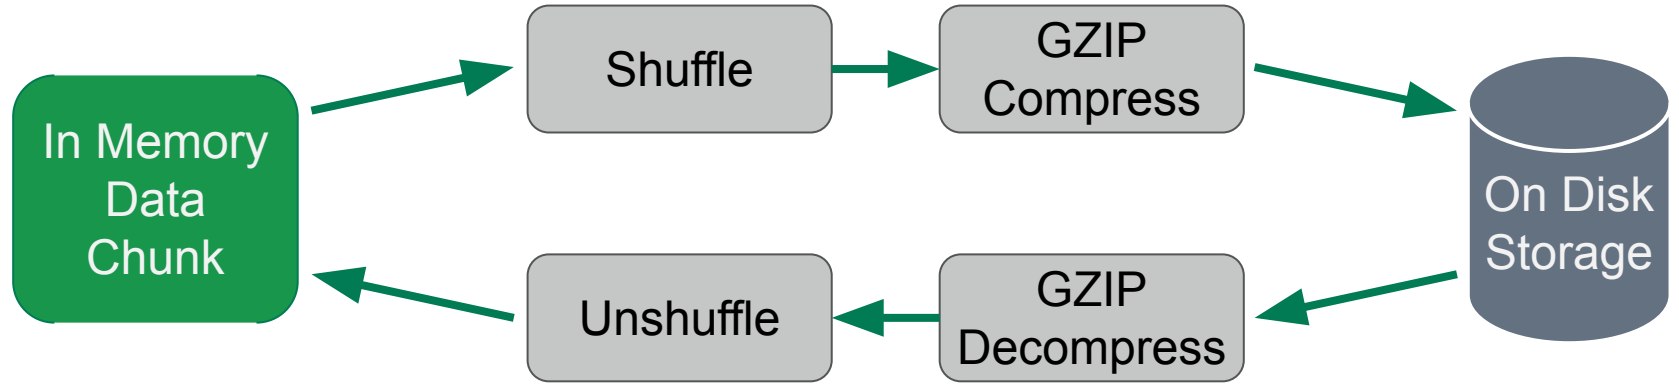 In Memory
Data
Chunk
Shuffle
GZIP
Compress
On Disk
Storage
Unshuffle
GZIP
Decompress